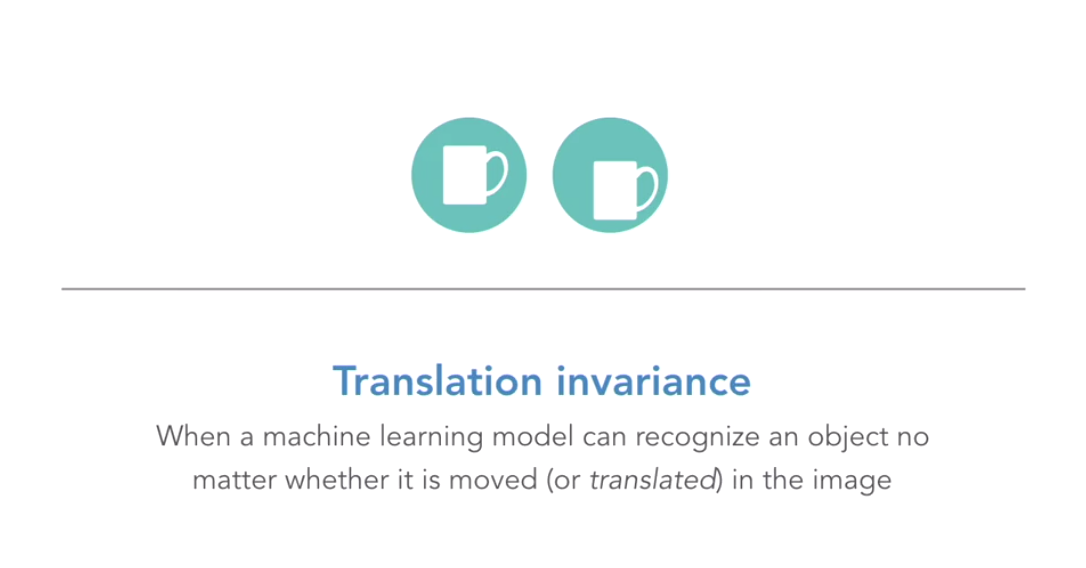 Translation invariance
When a machine learning model can recognize an object no
matter whether it is moved (or translated) in the image